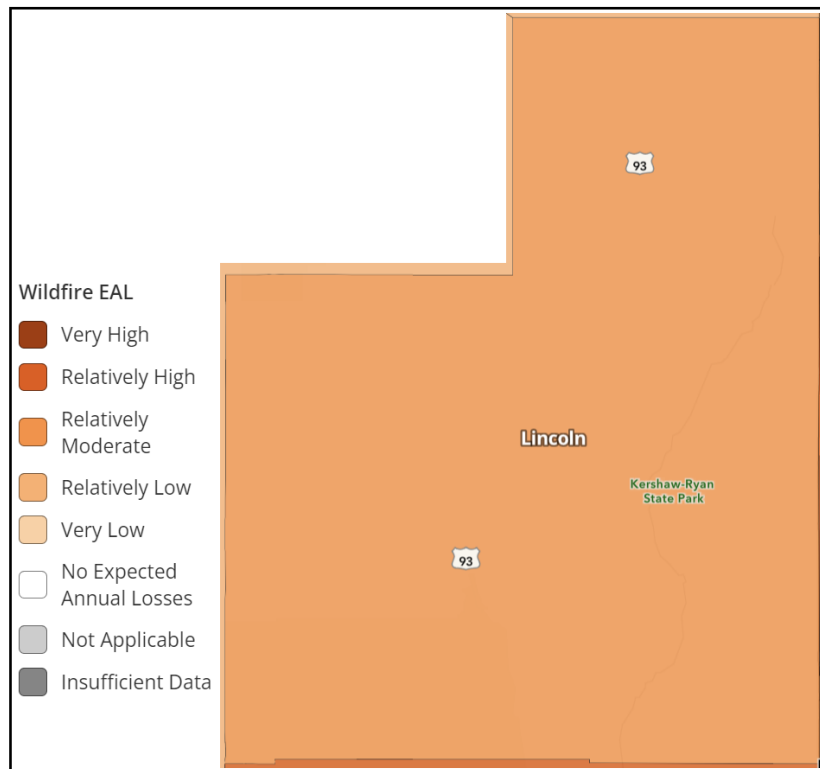 93
Wildfire EAL
Very High
Relatively High
Relatively
Moderate
Relatively Low
Very Low
No Expected
Annual Losses
Not Applicable
Insufficient Data
Lincoln
Kershaw-Ryan
State Park
93